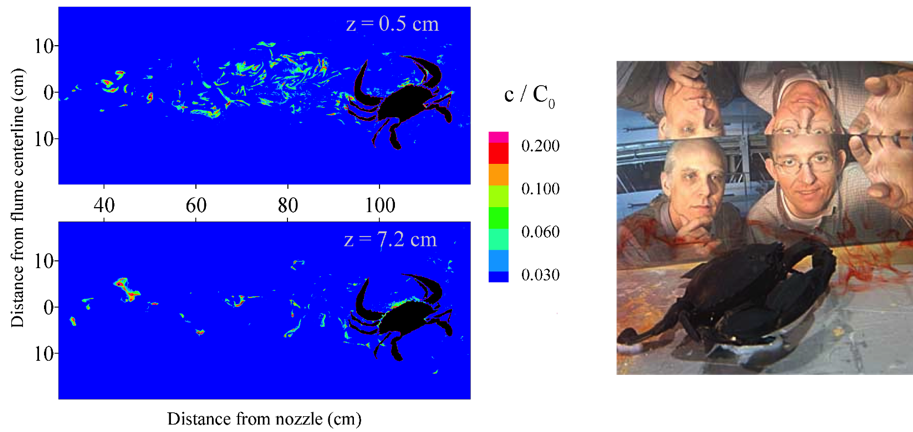 z = 0.5 cm
10
0
10
40
60
80
100
z = 7.2 cm
10
0
10
Distance from flume centerline (cm)
Distance from nozzle (cm)
c / C₀
0.200
0.100
0.060
0.030